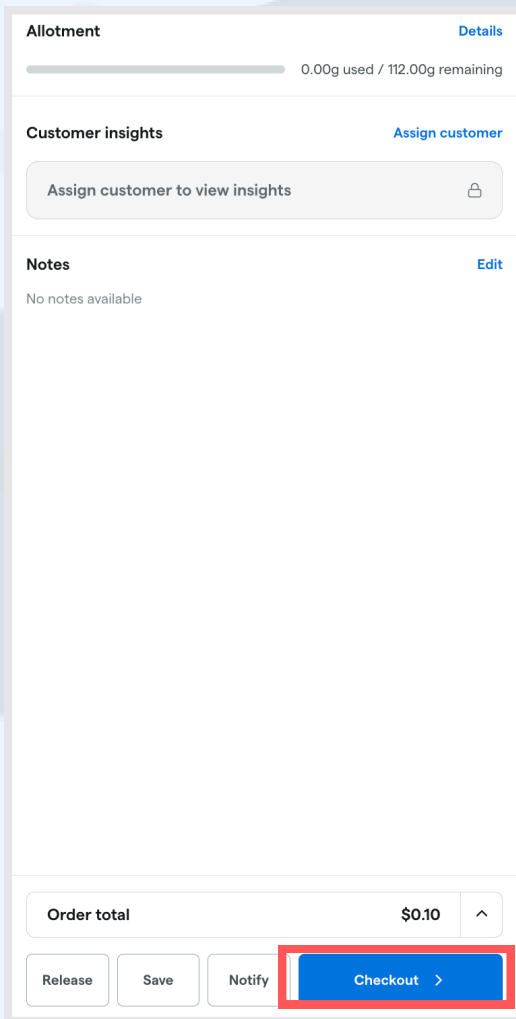 Allotment Details
0.00g used / 112.00g remaining
Customer insights Assign customer
Assign customer to view insights
Notes Edit
No notes available
Order total $0.10
Release Save Notify Checkout